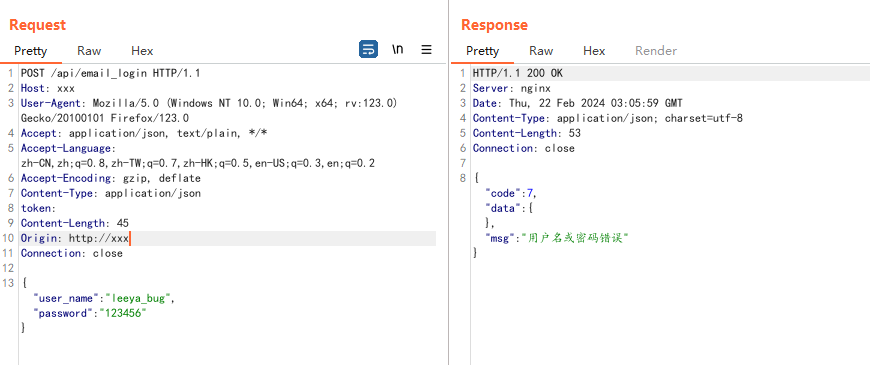 Request
Pretty Raw Hex
\n
1 POST /api/email_login HTTP/1.1
2 Host: xxx
3 User-Agent: Mozilla/5.0 (Windows NT 10.0; Win64; x64; rv:123.0)
Gecko/20100101 Firefox/123.0
4 Accept: application/json, text/plain, */*
5 Accept-Language:
zh-CN,zh;q=0.8,zh-TW;q=0.7,zh-HK;q=0.5,en-US;q=0.3,en;q=0.2
6 Accept-Encoding: gzip, deflate
7 Content-Type: application/json
8 token:
9 Content-Length: 45
10 Origin: http://xxx
11 Connection: close
12
13 {
"user_name":"leeya_bug",
"password":"123456"
}
Response
Pretty Raw Hex Render
1 HTTP/1.1 200 OK
2 Server: nginx
3 Date: Thu, 22 Feb 2024 03:05:59 GMT
4 Content-Type: application/json; charset=utf-8
5 Content-Length: 53
6 Connection: close
7
8 {
"code":7,
"data":{
},
"msg":"用户名或密码错误"
}